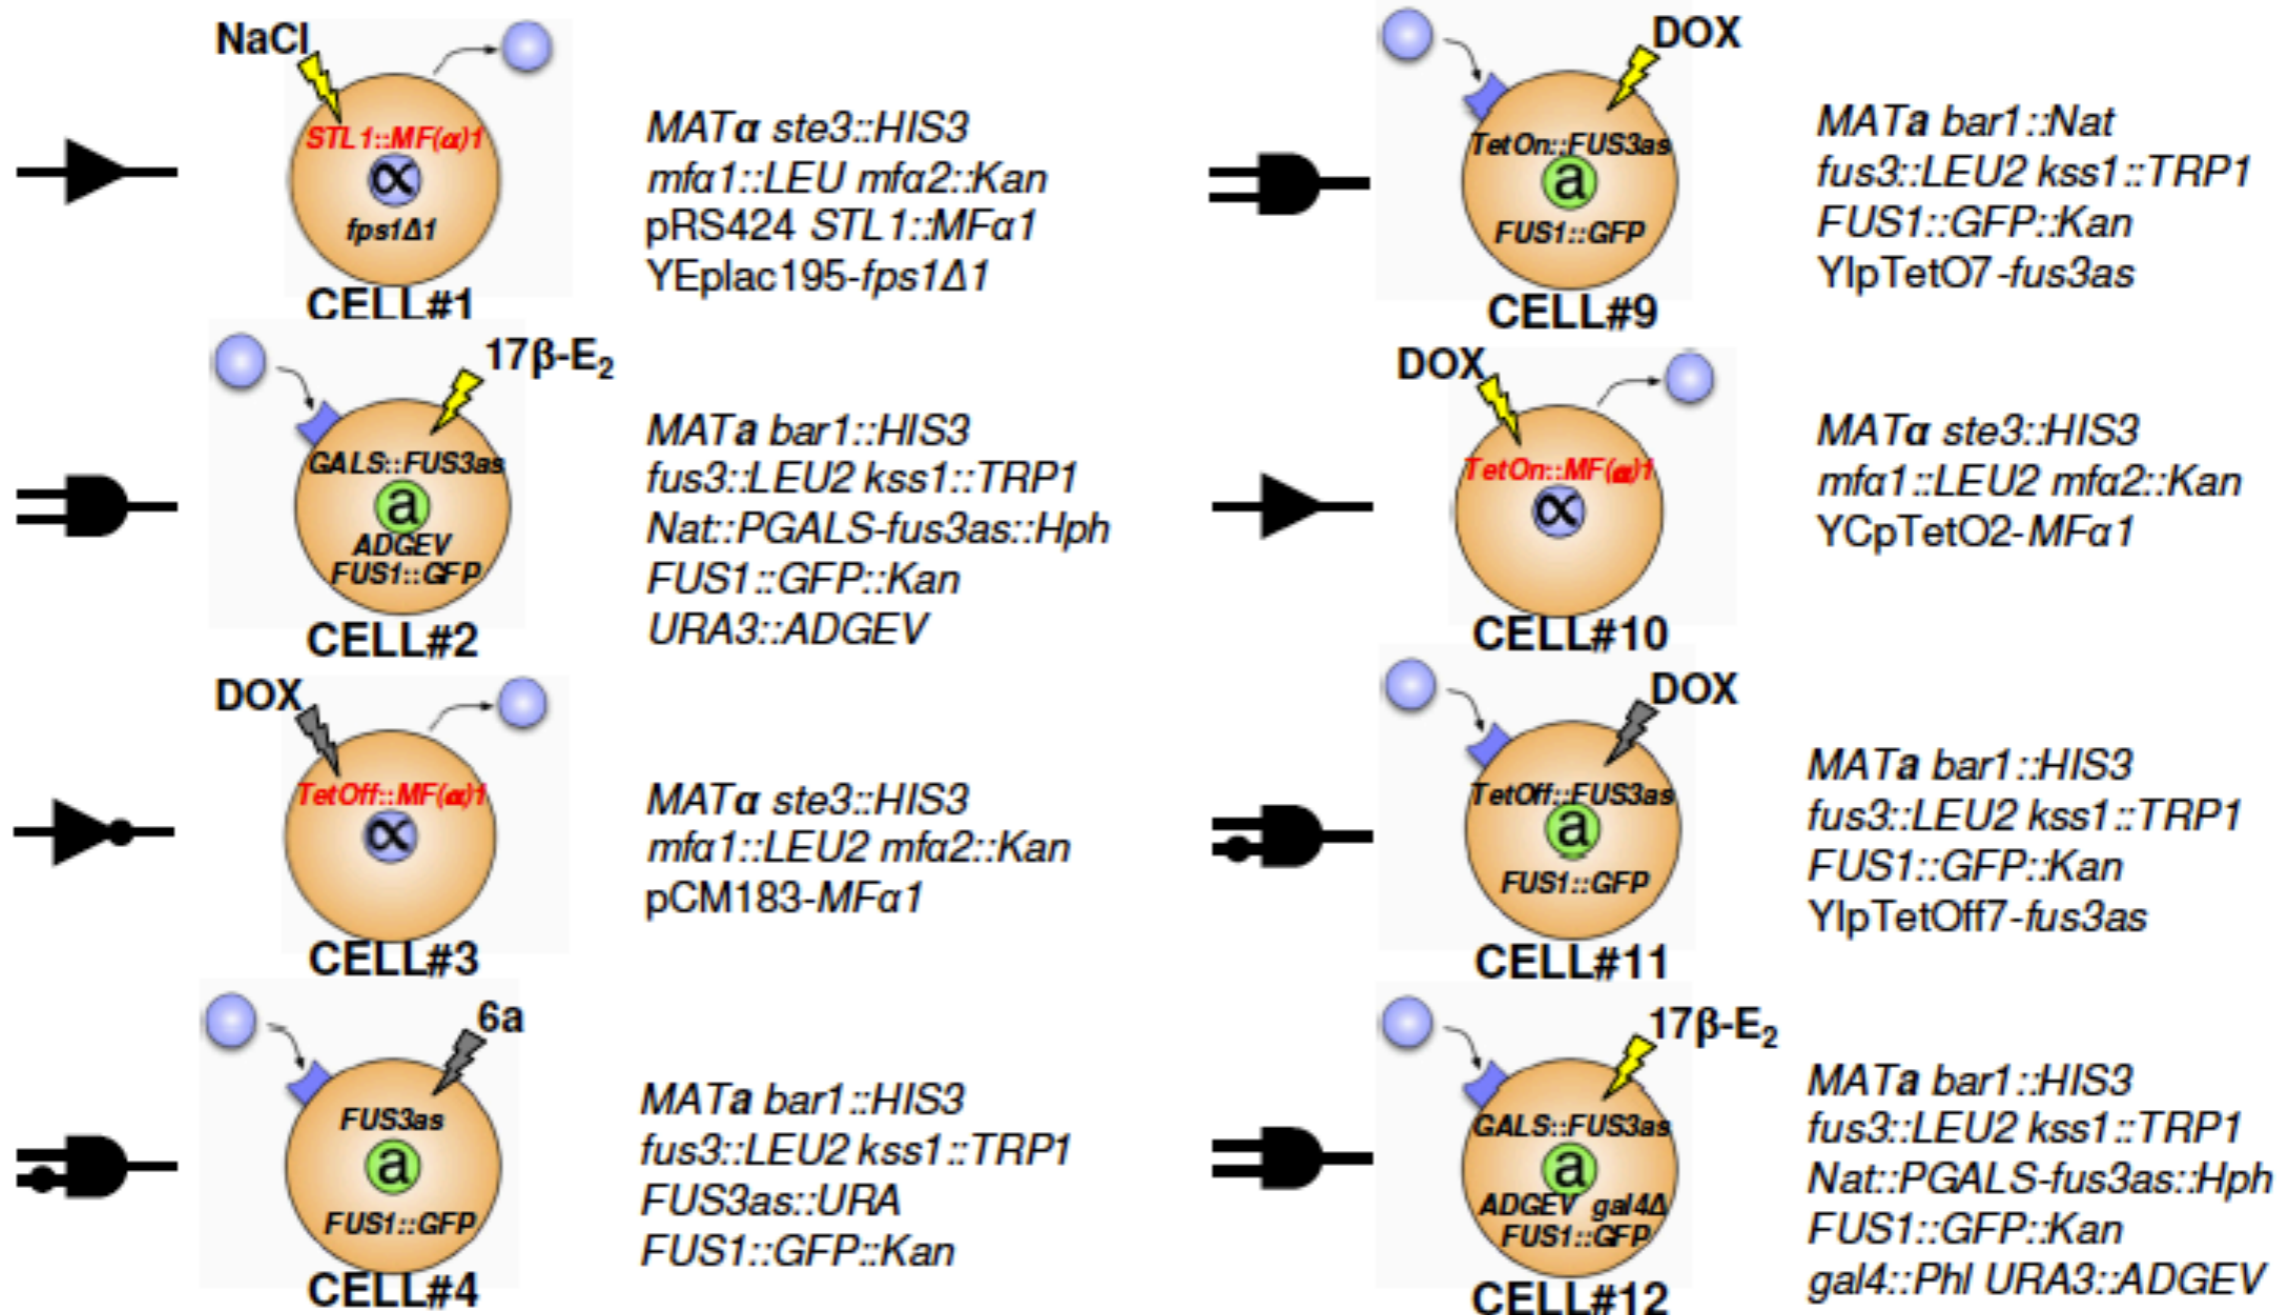 NaCl
STL1::MF(α)1
∝
fps1Δ1
CELL#1
MATα ste3::HIS3
mfα1::LEU mfα2::Kan
pRS424 STL1::MFα1
YEplac195-fps1Δ1
17β-E₂
GALS::FUS3as
a
ADGEV
FUS1::GFP
CELL#2
MATa bar1::HIS3
fus3::LEU2 kss1::TRP1
Nat::PGALS-fus3as::Hph
FUS1::GFP::Kan
URA3::ADGEV
DOX
TetOff::MF(α)1
∝
CELL#3
MATα ste3::HIS3
mfα1::LEU2 mfα2::Kan
pCM183-MFα1
6a
FUS3as
a
FUS1::GFP
CELL#4
MATa bar1::HIS3
fus3::LEU2 kss1::TRP1
FUS3as::URA
FUS1::GFP::Kan
DOX
TetOn::FUS3as
a
FUS1::GFP
CELL#9
MATa bar1::Nat
fus3::LEU2 kss1::TRP1
FUS1::GFP::Kan
YIpTetO7-fus3as
DOX
TetOn::MF(α)1
∝
CELL#10
MATα ste3::HIS3
mfα1::LEU2 mfα2::Kan
YCpTetO2-MFα1
DOX
TetOff::FUS3as
a
FUS1::GFP
CELL#11
MATa bar1::HIS3
fus3::LEU2 kss1::TRP1
FUS1::GFP::Kan
YIpTetOff7-fus3as
17β-E₂
GALS::FUS3as
a
ADGEV gal4Δ
FUS1::GFP
CELL#12
MATa bar1::HIS3
fus3::LEU2 kss1::TRP1
Nat::PGALS-fus3as::Hph
FUS1::GFP::Kan
gal4::Phl URA3::ADGEV